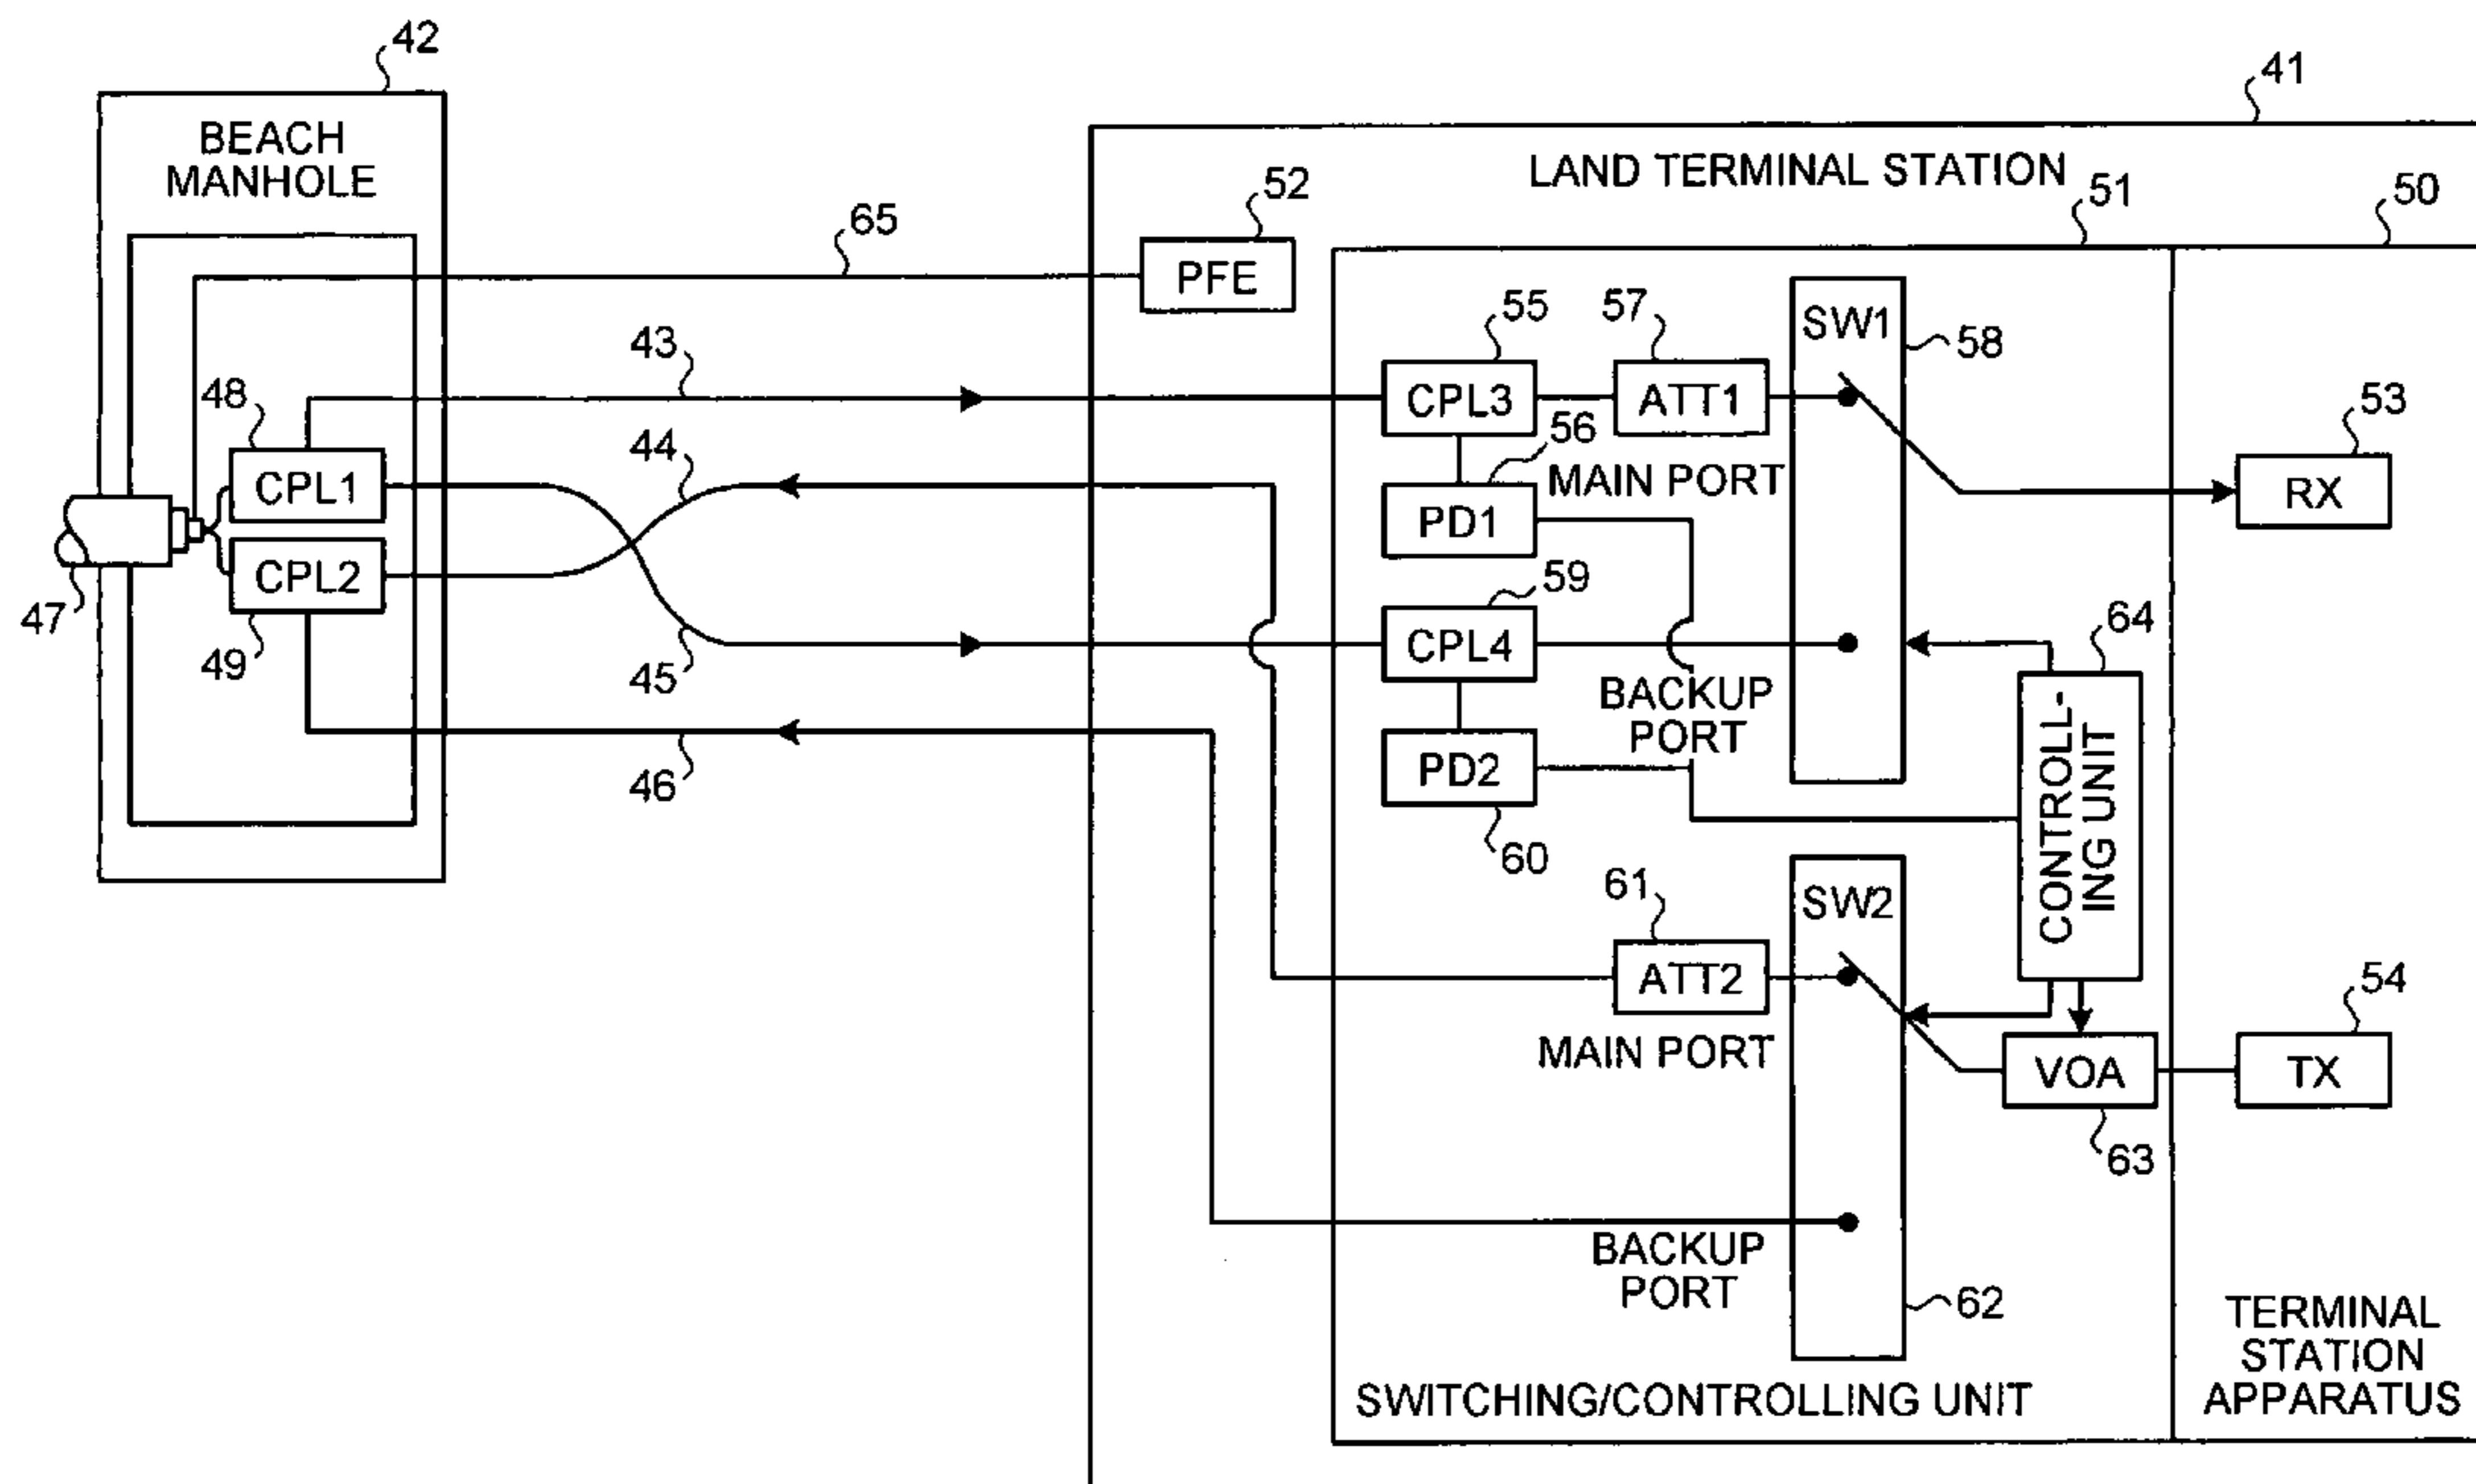 42
41
BEACH
MANHOLE
LAND TERMINAL STATION
52
51
50
65
PFE
55
57
SW1
58
43
48
CPL3
ATT1
53
56
44
MAIN PORT
CPL1
PD1
RX
CPL2
59
47
49
45
CPL4
64
BACKUP
PORT
CONTROLL-
ING UNIT
46
PD2
60
61
SW2
ATT2
54
MAIN PORT
VOA
TX
63
BACKUP
PORT
62
TERMINAL
STATION
APPARATUS
SWITCHING/CONTROLLING UNIT